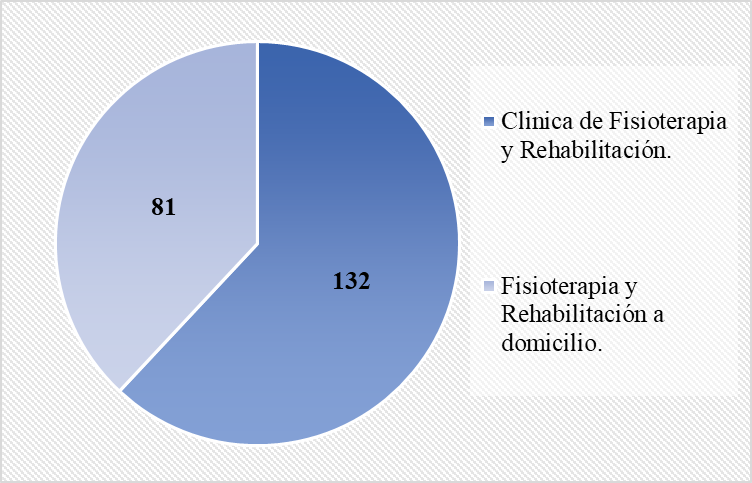 81
132
Clinica de Fisioterapia
y Rehabilitación.
Fisioterapia y
Rehabilitación a
domicilio.